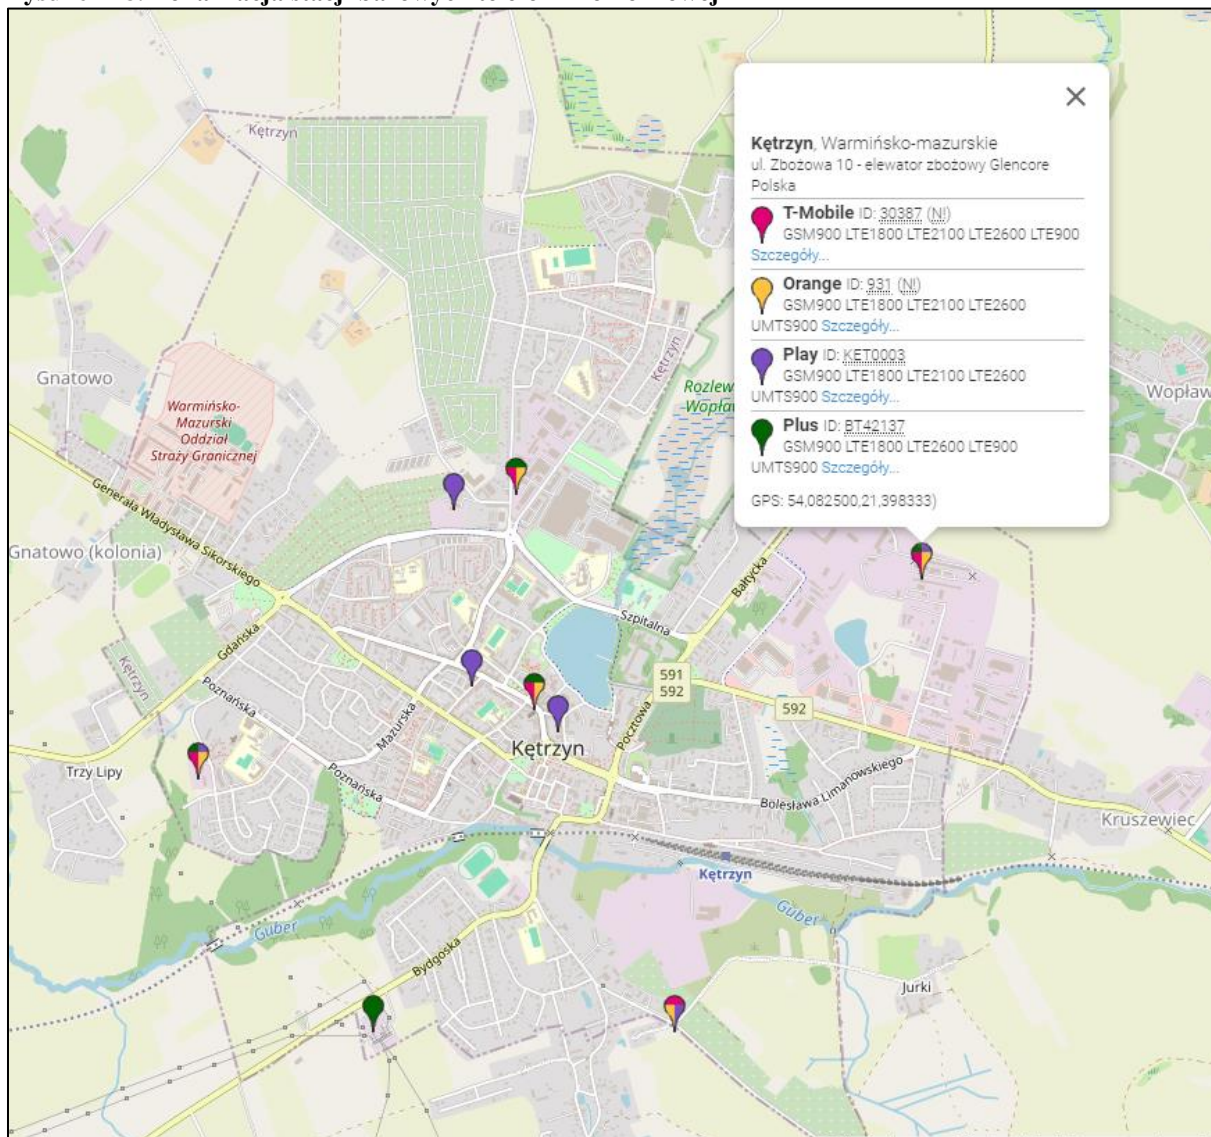 Kętrzyn
Kętrzyn, Warmińsko-mazurskie
ul. Zbożowa 10 - elewator zbożowy Glencore
Polska
T-Mobile ID: 30387 (N!)
GSM900 LTE1800 LTE2100 LTE2600 LTE900
Szczegóły...
Orange ID: 931 (N!)
GSM900 LTE1800 LTE2100 LTE2600
UMTS900 Szczegóły...
Play ID: KET0003
GSM900 LTE1800 LTE2100 LTE2600
UMTS900 Szczegóły...
Plus ID: BT42137
GSM900 LTE1800 LTE2600 LTE900
UMTS900 Szczegóły...
GPS: 54,082500,21,398333)
Kętrzyn
Gnatowo
Warmińsko-
Mazurski
Oddział
Straży Granicznej
Generała Władysława Sikorskiego
Gnatowo (kolonia)
Gdańska
Kętrzyn
Poznańska
Mazurska
Trzy Lipy
Poznańska
Szpitalna
Bałtycka
591
592
592
Pocztowa
Kętrzyn
Bolesława Limanowskiego
Kruszewiec
Kętrzyn
Guber
Guber
Bydgoska
Jurki